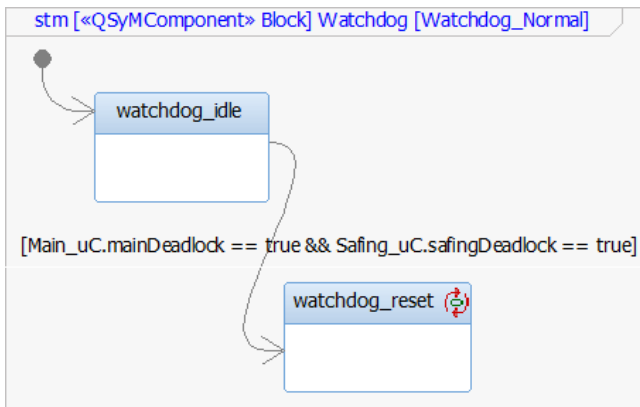 stm [«QSyMComponent» Block] Watchdog [Watchdog_Normal]
watchdog_idle
[Main_uC.mainDeadlock == true && Safing_uC.safingDeadlock == true]
watchdog_reset